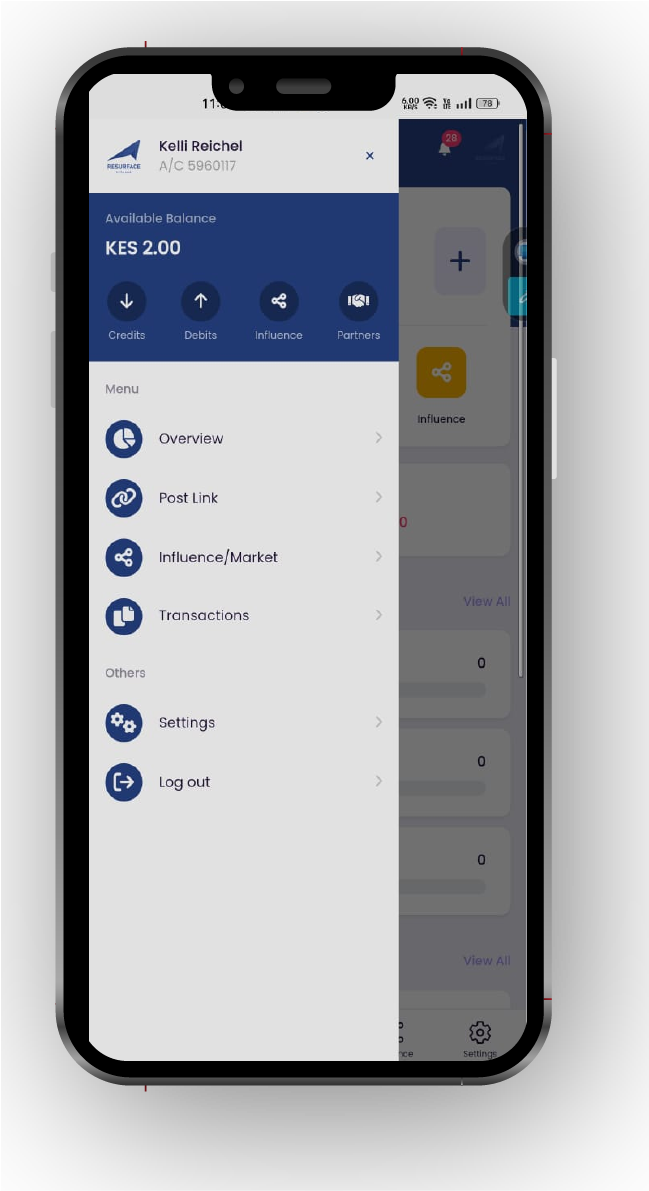 6.00
KB/S
78
RESURFACE
Kelli Reichel
A/C 5960117
×
28
Available Balance
KES 2.00
Credits
Debits
Influence
Partners
Influence
Menu
Overview
Post Link
Influence/Market
Transactions
0
View All
0
0
0
Others
Settings
Log out
View All
Settings